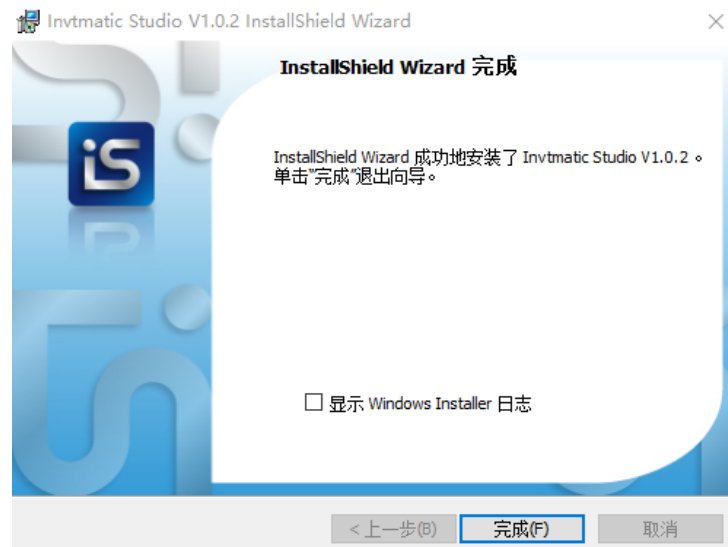 Invtmatic Studio V1.0.2 InstallShield Wizard
InstallShield Wizard 完成
iS
InstallShield Wizard 成功地安装了 Invtmatic Studio V1.0.2。
单击“完成”退出向导。
显示 Windows Installer 日志
< 上一步(B)
完成(F)
取消